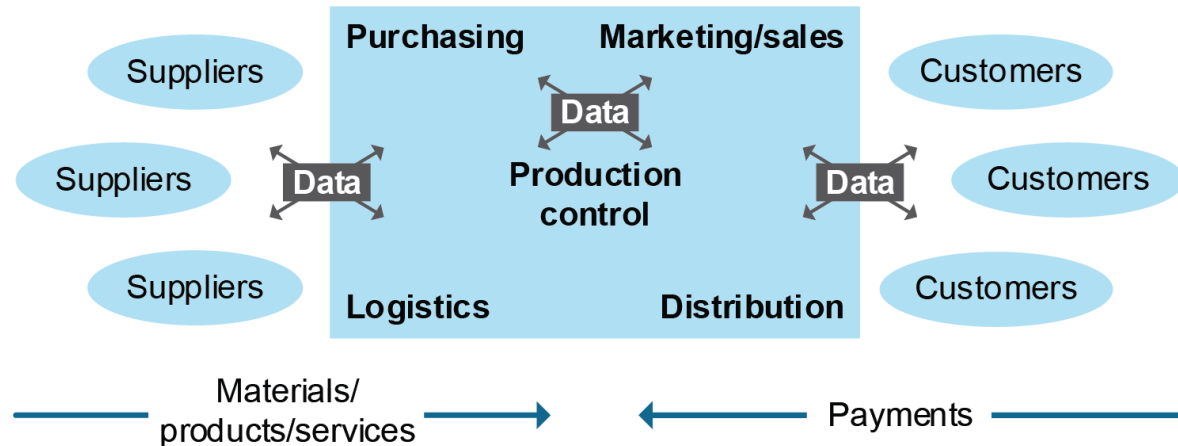 Purchasing
Marketing/sales
Suppliers
Customers
Data
Suppliers
Data
Production
control
Data
Customers
Suppliers
Logistics
Distribution
Customers
Materials/
products/services
Payments